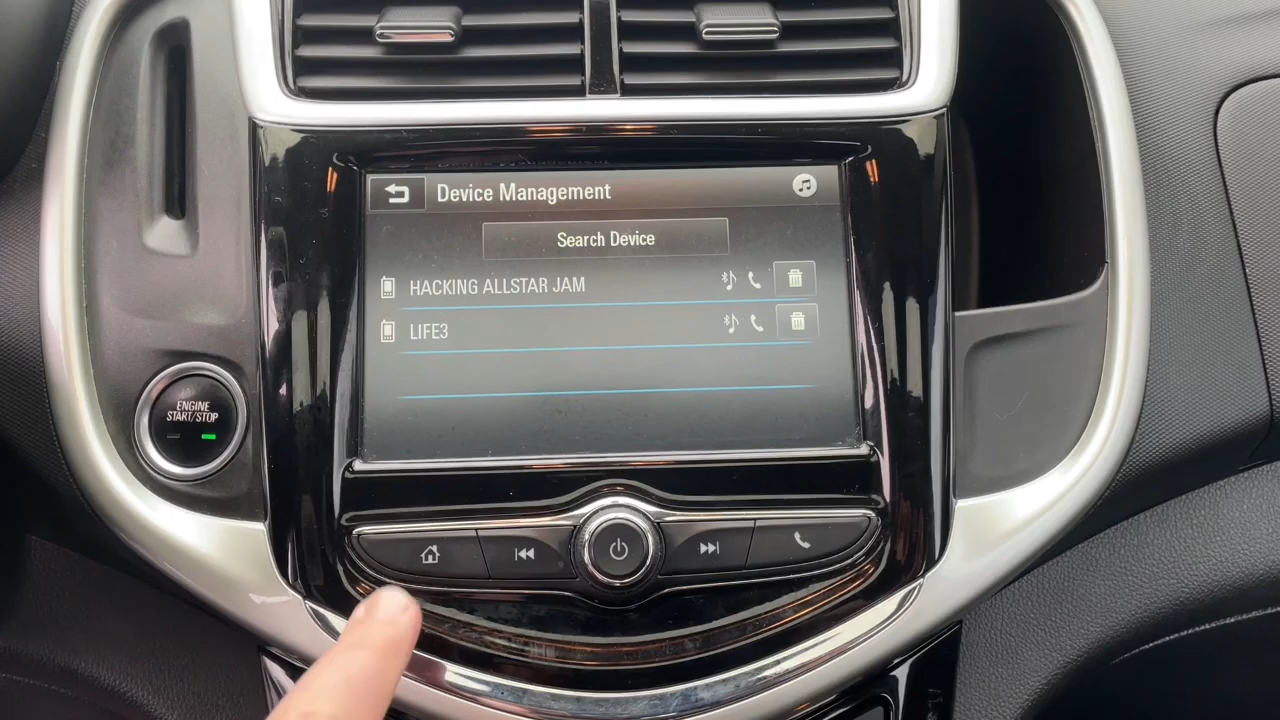 Device Management
Search Device
HACKING ALLSTAR JAM
LIFE3
ENGINE
START/STOP